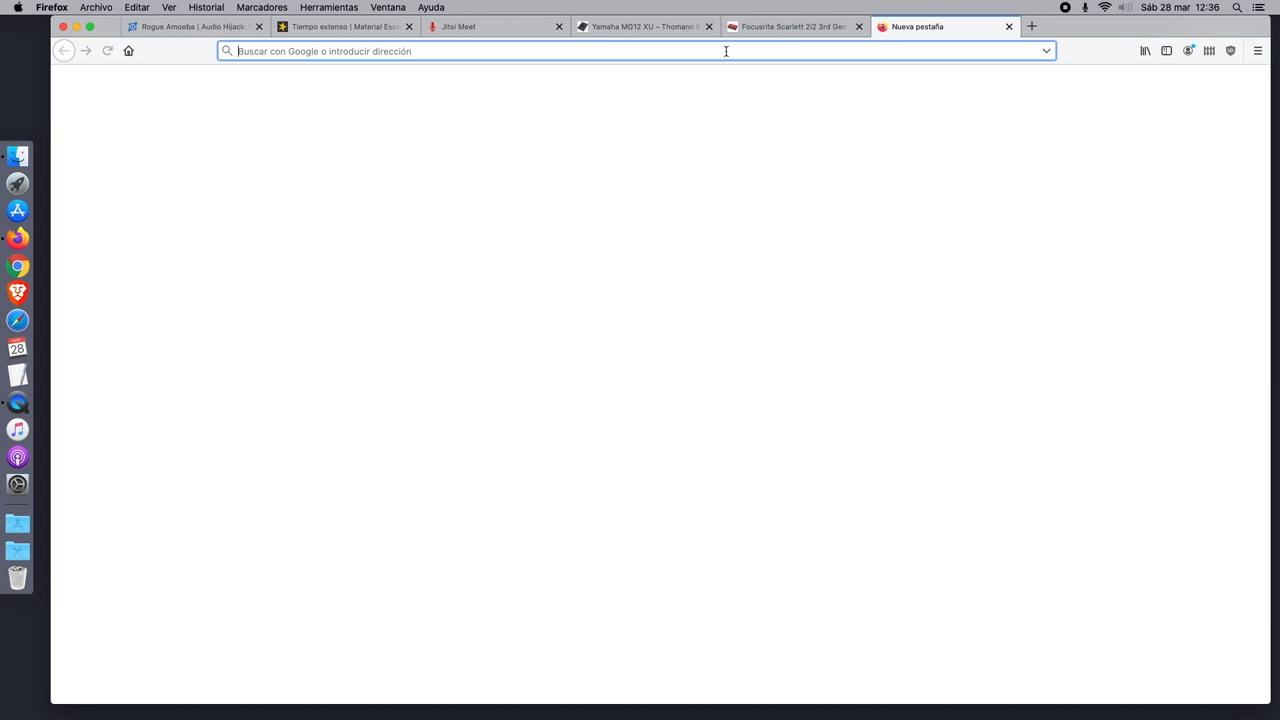 Firefox Archivo Editar Ver Historial Marcadores Herramientas Ventana Ayuda Sáb 28 mar 12:36
Rogue Amoeba | Audio Hijack: Tiempo extenso | Material Esco Jitsi Meet Yamaha MG12 XU – Thomann E Focusrite Scarlett 2i2 3rd Gen Nueva pestaña
Buscar con Google o introducir dirección
28